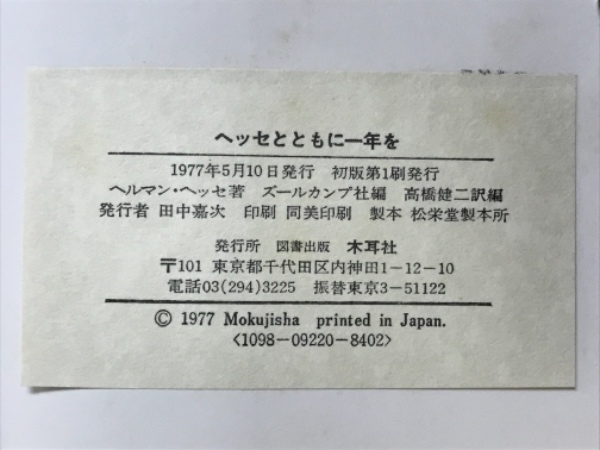 ヘッセとともに一年を
1977年5月10日発行　初版第1刷発行
ヘルマン・ヘッセ著　ズールカンプ社編　高橋健二訳編
発行者 田中嘉次　印刷 同美印刷　製本 松栄堂製本所
発行所　図書出版　木耳社
〒101 東京都千代田区内神田1−12−10
電話03(294)3225　振替東京3−51122
© 1977 Mokujisha printed in Japan.
<1098−09220−8402>